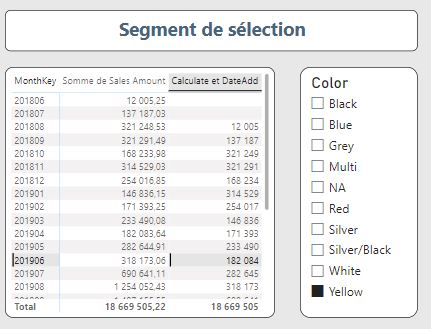 Segment de sélection
MonthKey Somme de Sales Amount Calculate et DateAdd
201806 12 005,25
201807 137 187,03
201808 321 248,53 12 005
201809 321 291,49 137 187
201810 168 233,98 321 249
201811 314 529,03 321 291
201812 254 016,85 168 234
201901 146 836,15 314 529
201902 171 393,25 254 017
201903 233 490,08 146 836
201904 182 083,64 171 393
201905 282 644,91 233 490
201906 318 173,06 182 084
201907 690 641,11 282 645
201908 1 254 052,43 318 173
Total 18 669 505,22 18 669 505
Color
Black
Blue
Grey
Multi
NA
Red
Silver
Silver/Black
White
Yellow